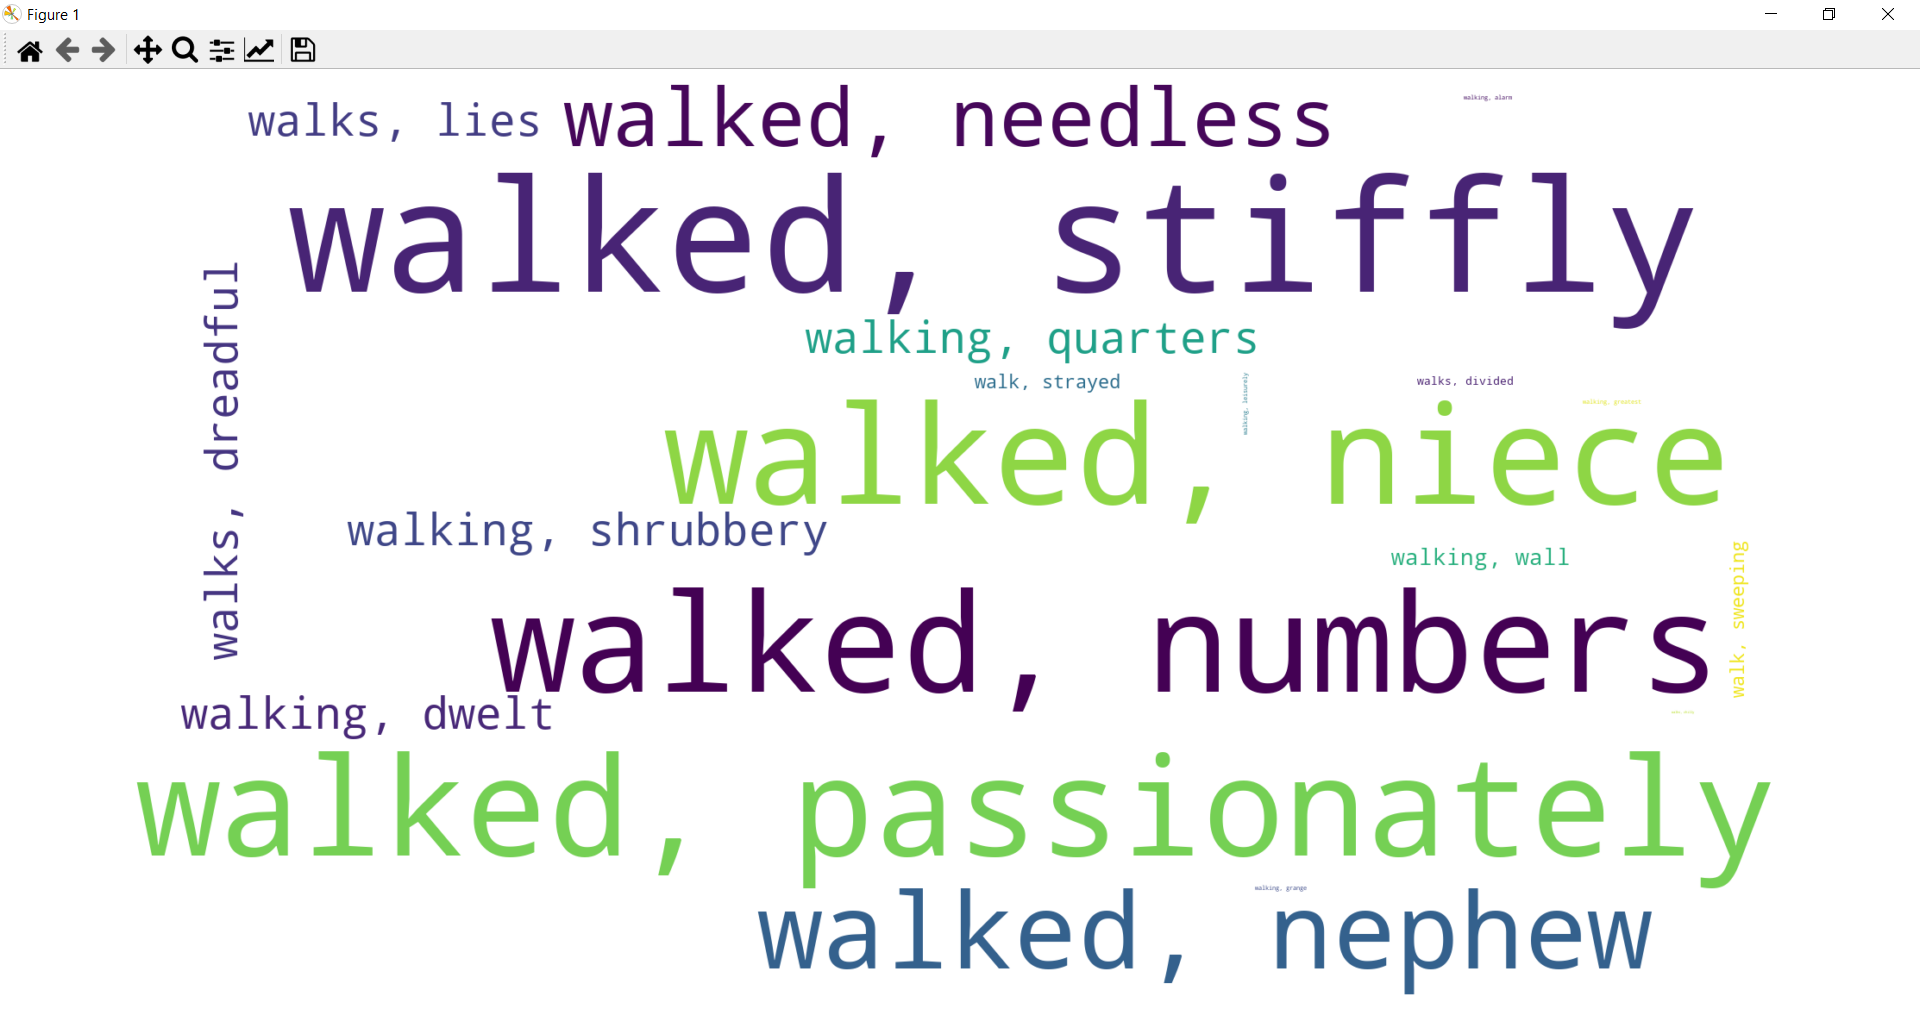 Figure 1
walking, alarm
walks, lies
walked, needless
walked, stiffly
walks, dreadful
walking, quarters
walk, strayed
walking, leisurely
walks, divided
walking, greatest
walked, niece
walking, shrubbery
walking, wall
walk, sweeping
walked, numbers
walking, dwelt
walked, passionately
walking, grange
walked, nephew